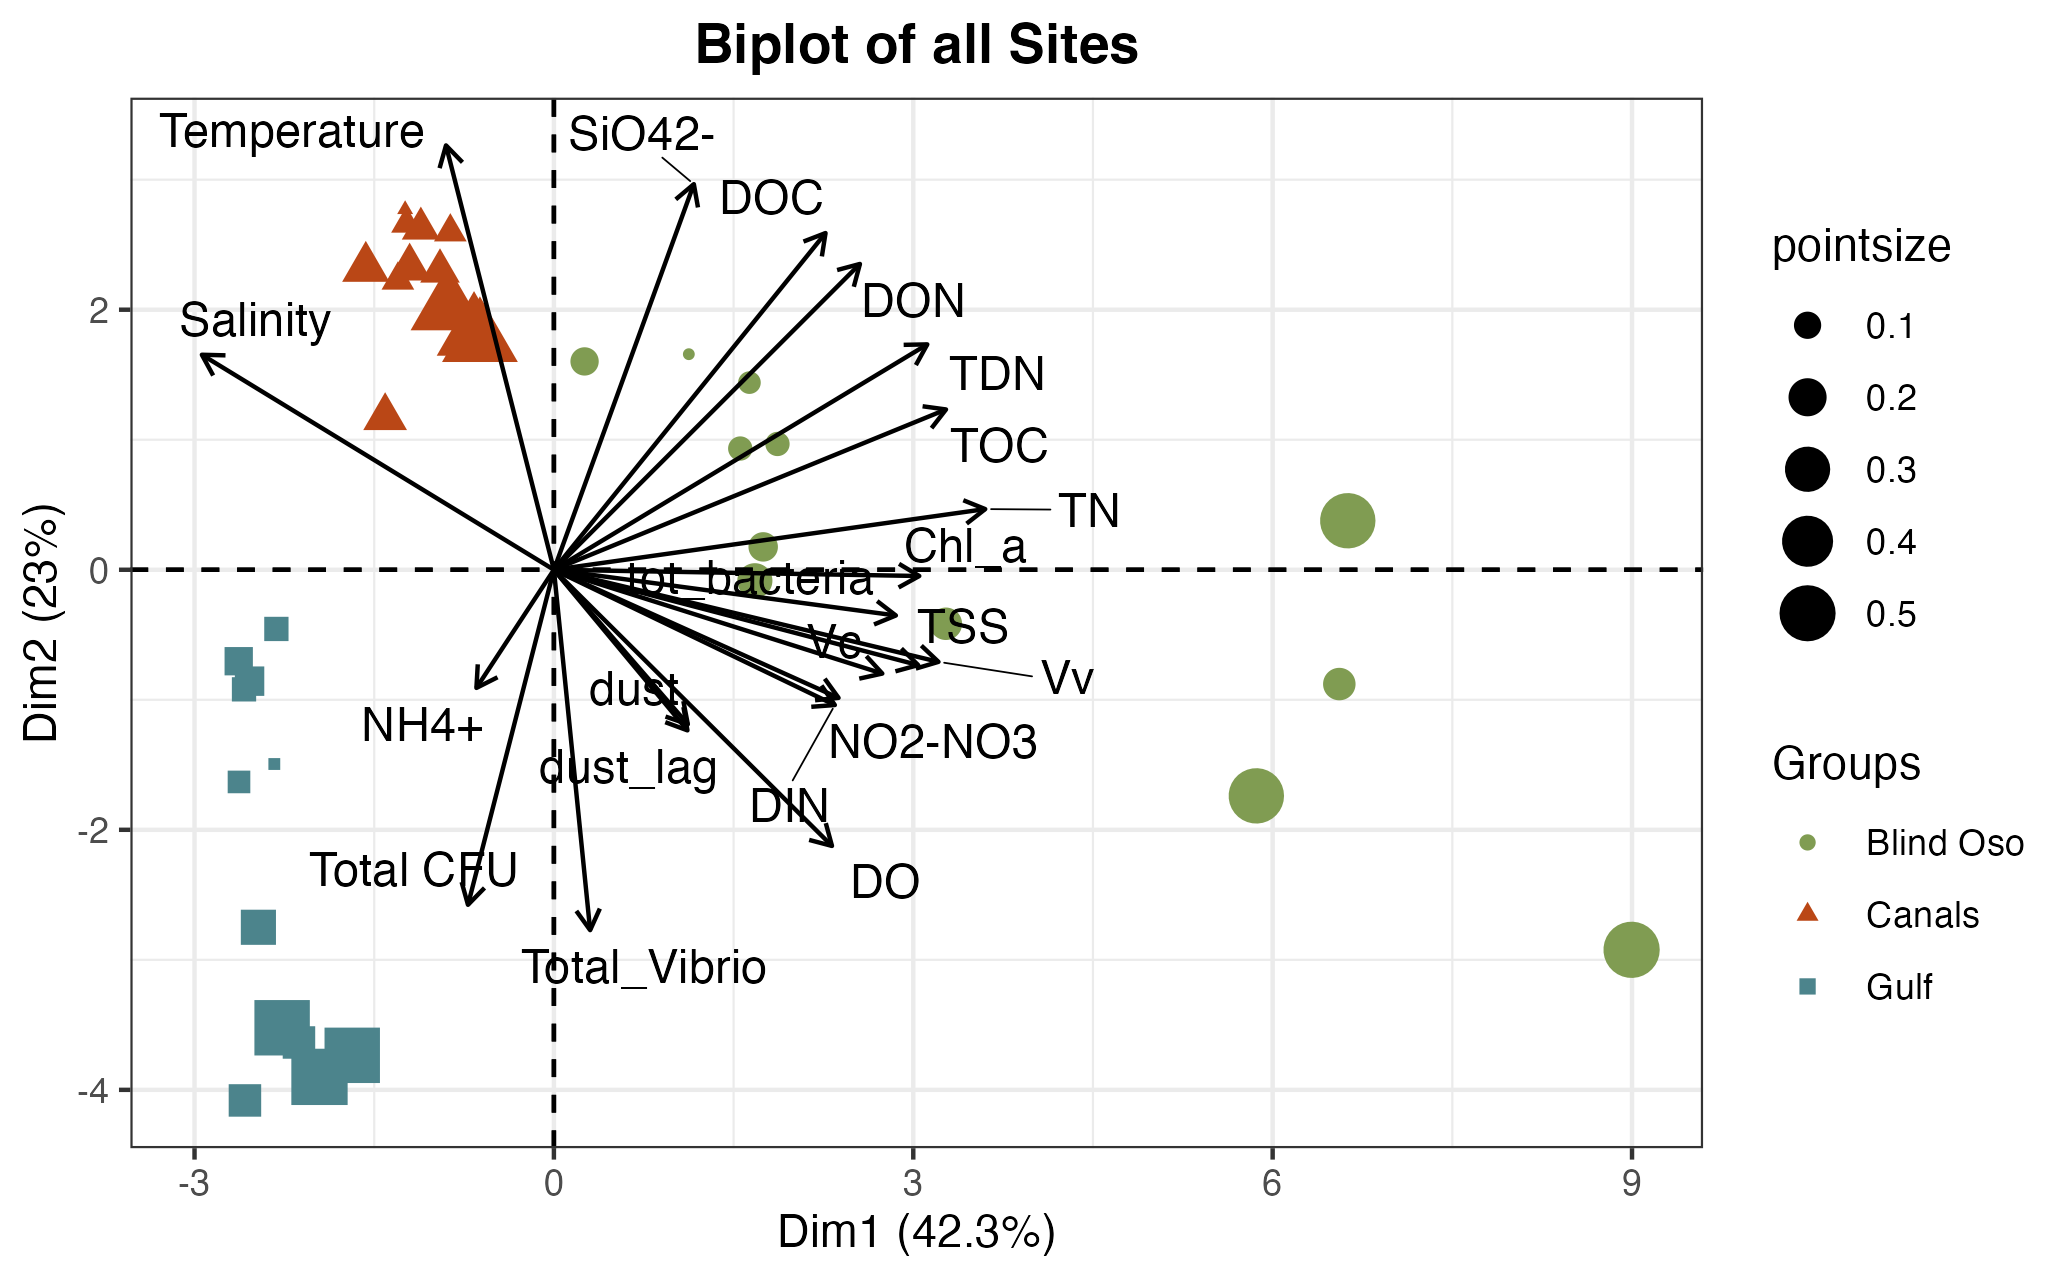 Biplot of all Sites
Temperature
SiO42-
DOC
Salinity
DON
TDN
TOC
TN
Chl_a
tot_bacteria
TSS
Vc
Vv
dust
NH4+
NO2-NO3
dust_lag
DIN
Total CFU
DO
Total_Vibrio
2
0
-2
-4
-3
0
3
6
9
Dim1 (42.3%)
Dim2 (23%)
pointsize
0.1
0.2
0.3
0.4
0.5
Groups
Blind Oso
Canals
Gulf